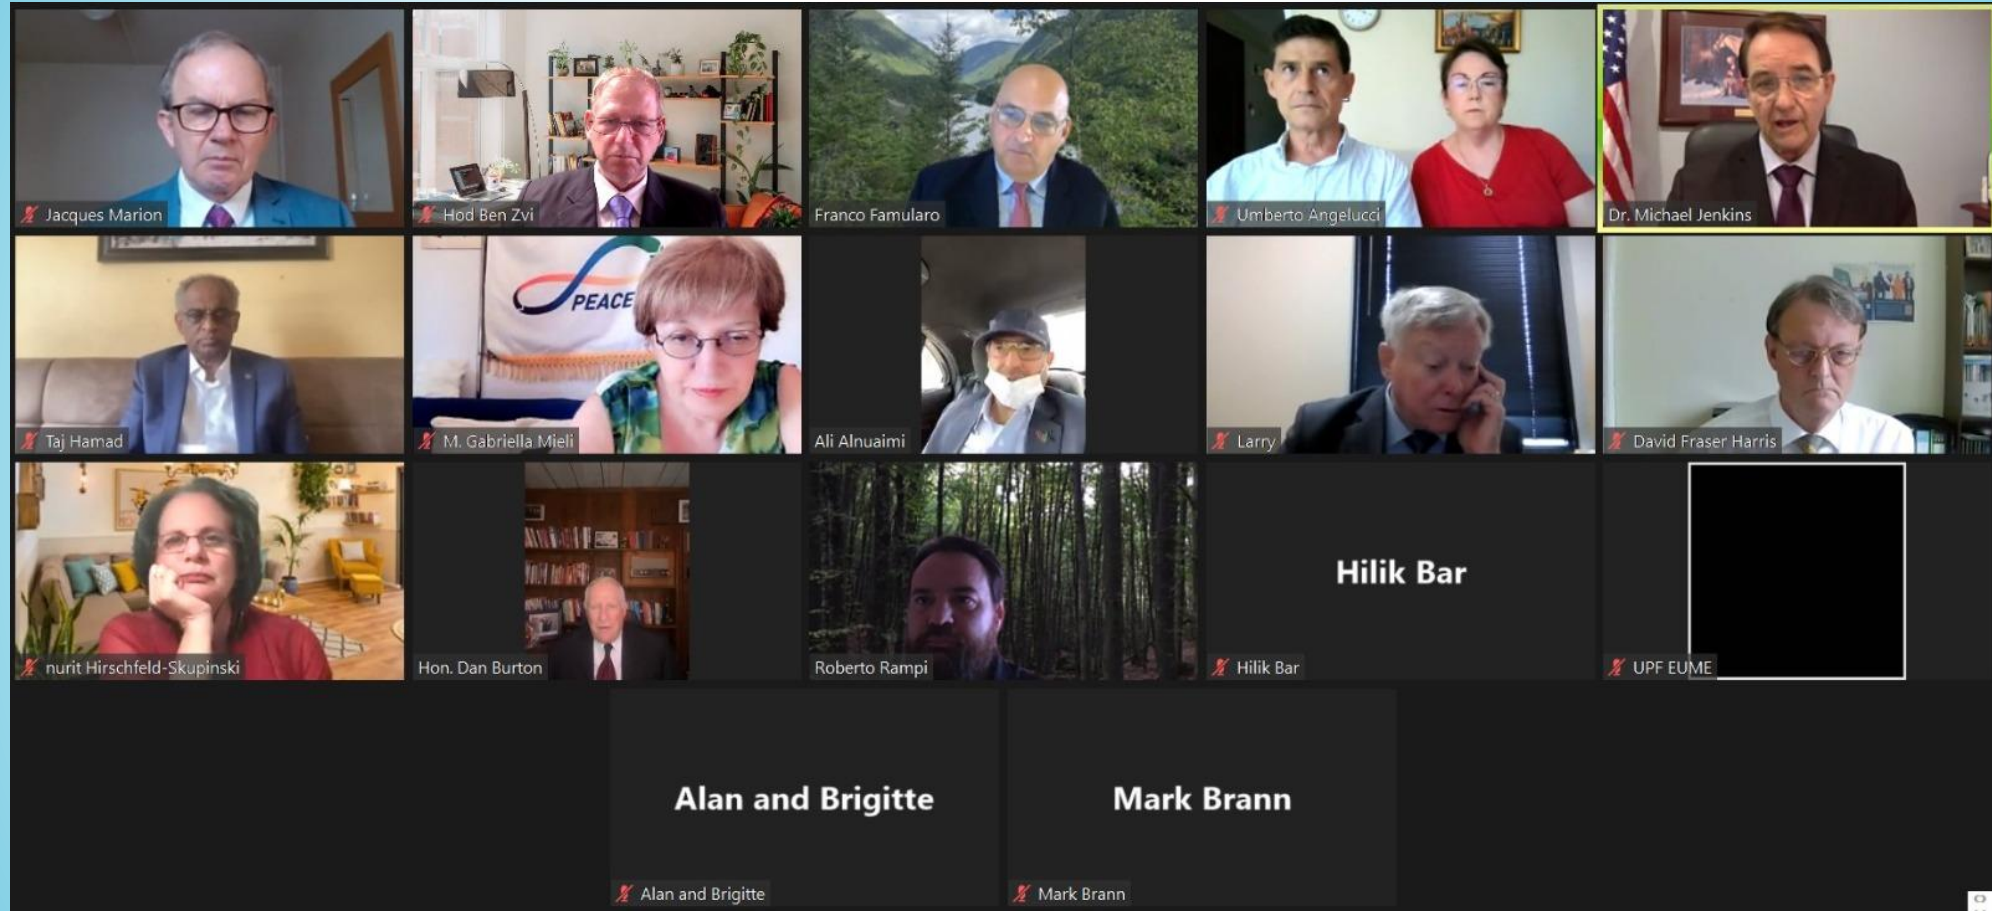 Jacques Marion
Hod Ben Zvi
Franco Famularo
Umberto Angelucci
Dr. Michael Jenkins
Taj Hamad
PEACE
M. Gabriella Mieli
Ali Alnuaimi
Larry
David Fraser Harris
nurit Hirschfeld-Skupinski
Hon. Dan Burton
Roberto Rampi
Hilik Bar
Hilik Bar
UPF EUME
Alan and Brigitte
Mark Brann
Alan and Brigitte
Mark Brann